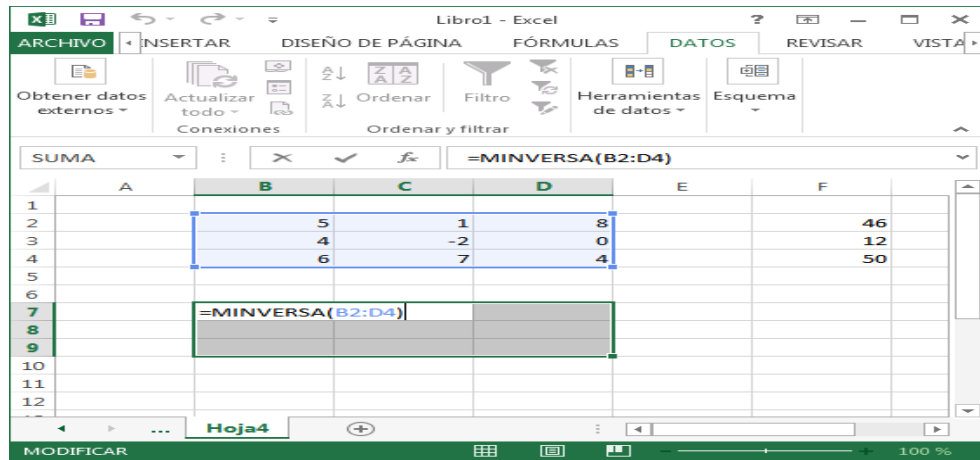 Libro1 - Excel ?
ARCHIVO INSERTAR DISEÑO DE PÁGINA FÓRMULAS DATOS REVISAR VISTA
Obtener datos externos
Actualizar todo
Conexiones
Ordenar
Filtro
Ordenar y filtrar
Herramientas de datos
Esquema
SUMA fx =MINVERSA(B2:D4)
A B C D E F
1
2 5 1 8 46
3 4 -2 0 12
4 6 7 4 50
5
6
7 =MINVERSA(B2:D4)
8
9
10
11
12
... Hoja4
MODIFICAR 100 %